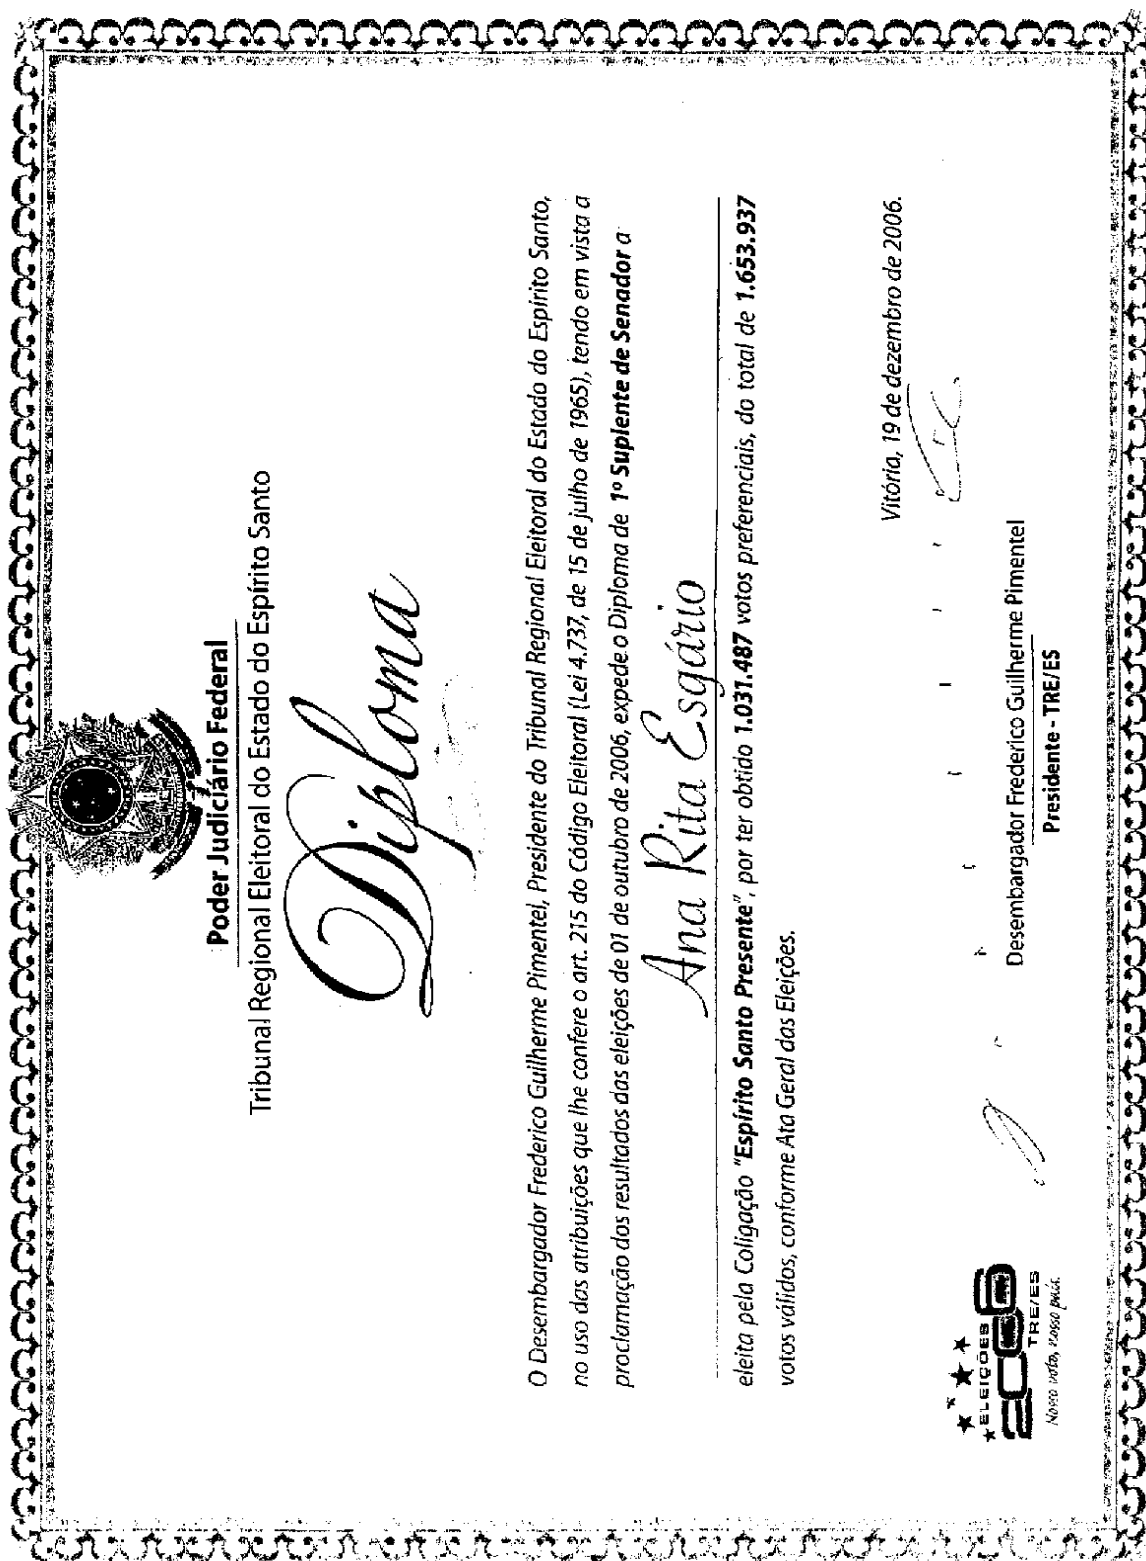 Poder Judiciário Federal
Tribunal Regional Eleitoral do Estado do Espírito Santo
Diploma
O Desembargador Frederico Guilherme Pimentel, Presidente do Tribunal Regional Eleitoral do Estado do Espírito Santo,
no uso das atribuições que lhe confere o art. 215 do Código Eleitoral (Lei 4.737, de 15 de julho de 1965), tendo em vista a
proclamação dos resultados das eleições de 01 de outubro de 2006, expede o Diploma de 1º Suplente de Senador a
Ana Rita Esgário
eleita pela Coligação "Espírito Santo Presente", por ter obtido 1.031.487 votos preferenciais, do total de 1.653.937
votos válidos, conforme Ata Geral das Eleições.
Vitória, 19 de dezembro de 2006.
Desembargador Frederico Guilherme Pimentel
Presidente - TRE/ES
ELEIÇÕES
2006
TRE/ES
Nosso voto, nosso país.